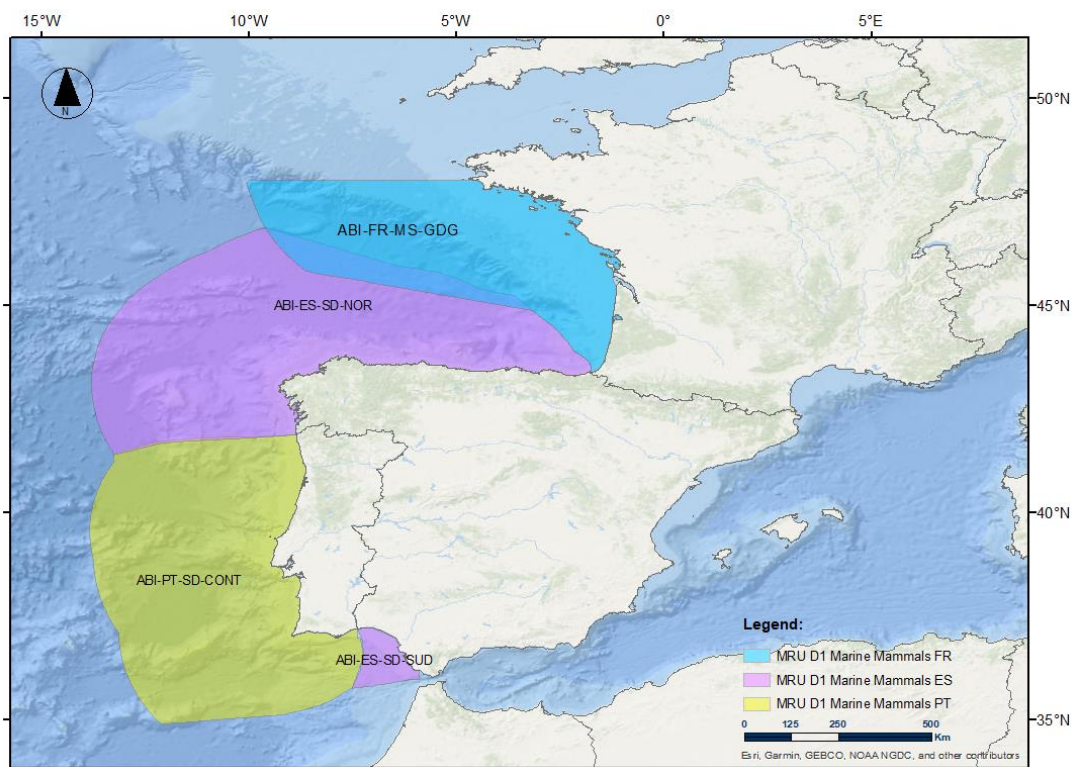 15°W 10°W 5°W 0° 5°E
N
50°N
ABI-FR-MS-GDG
ABI-ES-SD-NOR
45°N
40°N
ABI-PT-SD-CONT
ABI-ES-SD-SUD
Legend:
MRU D1 Marine Mammals FR
MRU D1 Marine Mammals ES
MRU D1 Marine Mammals PT
0 125 250 500
Km
35°N
Esri, Garmin, GEBCO, NOAA NGDC, and other contributors